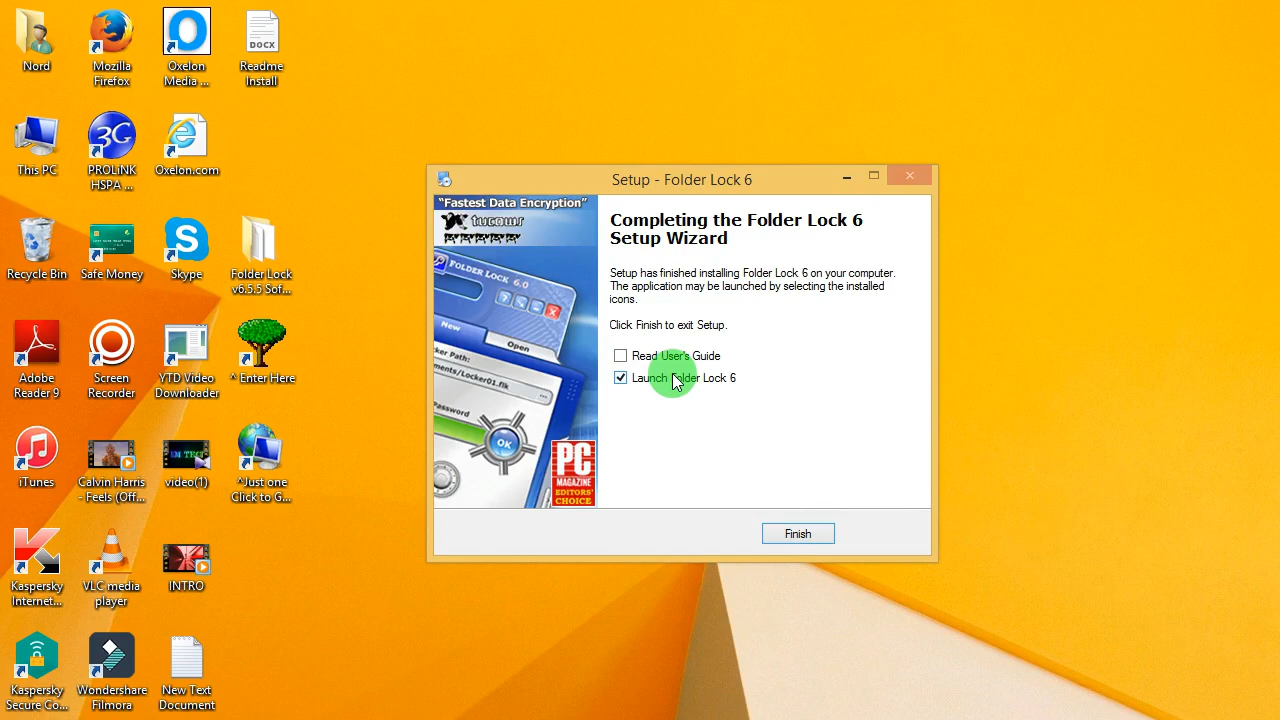 Nord
Mozilla
Firefox
Oxelon
Media ...
DOCX
Readme
Install
This PC
3G
PROLiNK
HSPA ...
Oxelon.com
Recycle Bin
Safe Money
Skype
Folder Lock
v6.5.5 Sof...
Adobe
Reader 9
Screen
Recorder
YTD Video
Downloader
^ Enter Here
iTunes
Calvin Harris
- Feels (Off...
video(1)
^Just one
Click to G...
Kaspersky
Internet...
VLC media
player
INTRO
Kaspersky
Secure Co...
Wondershare
Filmora
New Text
Document
Setup - Folder Lock 6
"Fastest Data Encryption"
tucows
FOLDER LOCK 6.0
New
Open
ker Path:
ments/Locker01.flk
Password
OK
PC
MAGAZINE
EDITORS'
CHOICE
Completing the Folder Lock 6
Setup Wizard
Setup has finished installing Folder Lock 6 on your computer.
The application may be launched by selecting the installed
icons.
Click Finish to exit Setup.
Read User's Guide
Launch Folder Lock 6
Finish